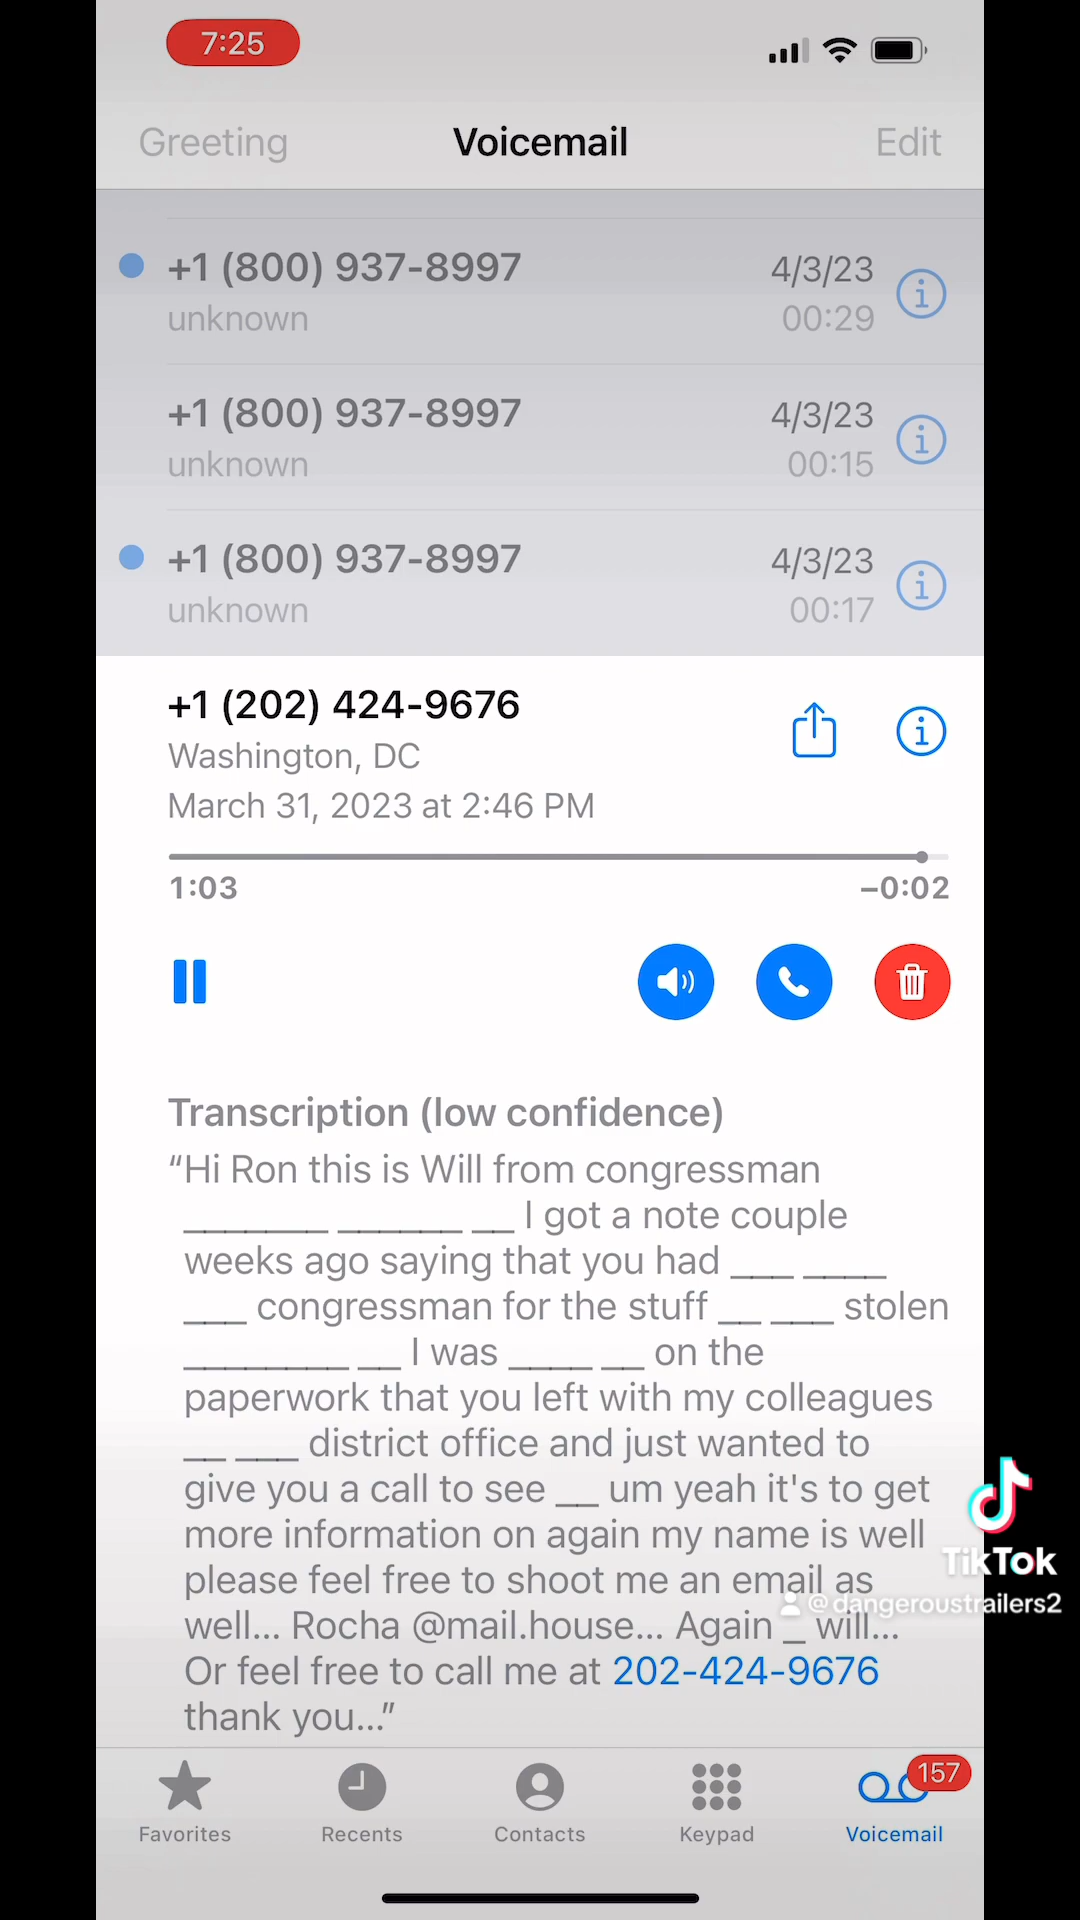 7:25
Greeting
Voicemail
Edit
+1 (800) 937-8997
4/3/23
unknown
00:29
+1 (800) 937-8997
4/3/23
unknown
00:15
+1 (800) 937-8997
4/3/23
unknown
00:17
+1 (202) 424-9676
Washington, DC
March 31, 2023 at 2:46 PM
1:03
–0:02
Transcription (low confidence)
“Hi Ron this is Will from congressman
_______ ______ __ I got a note couple
weeks ago saying that you had ___ ____
___ congressman for the stuff __ ___ stolen
________ __ I was ____ __ on the
paperwork that you left with my colleagues
__ ___ district office and just wanted to
give you a call to see __ um yeah it's to get
more information on again my name is well
please feel free to shoot me an email as
well... Rocha @mail.house... Again _ will...
Or feel free to call me at 202-424-9676
thank you...”
TikTok
@dangeroustrailers2
Favorites
Recents
Contacts
Keypad
Voicemail
157